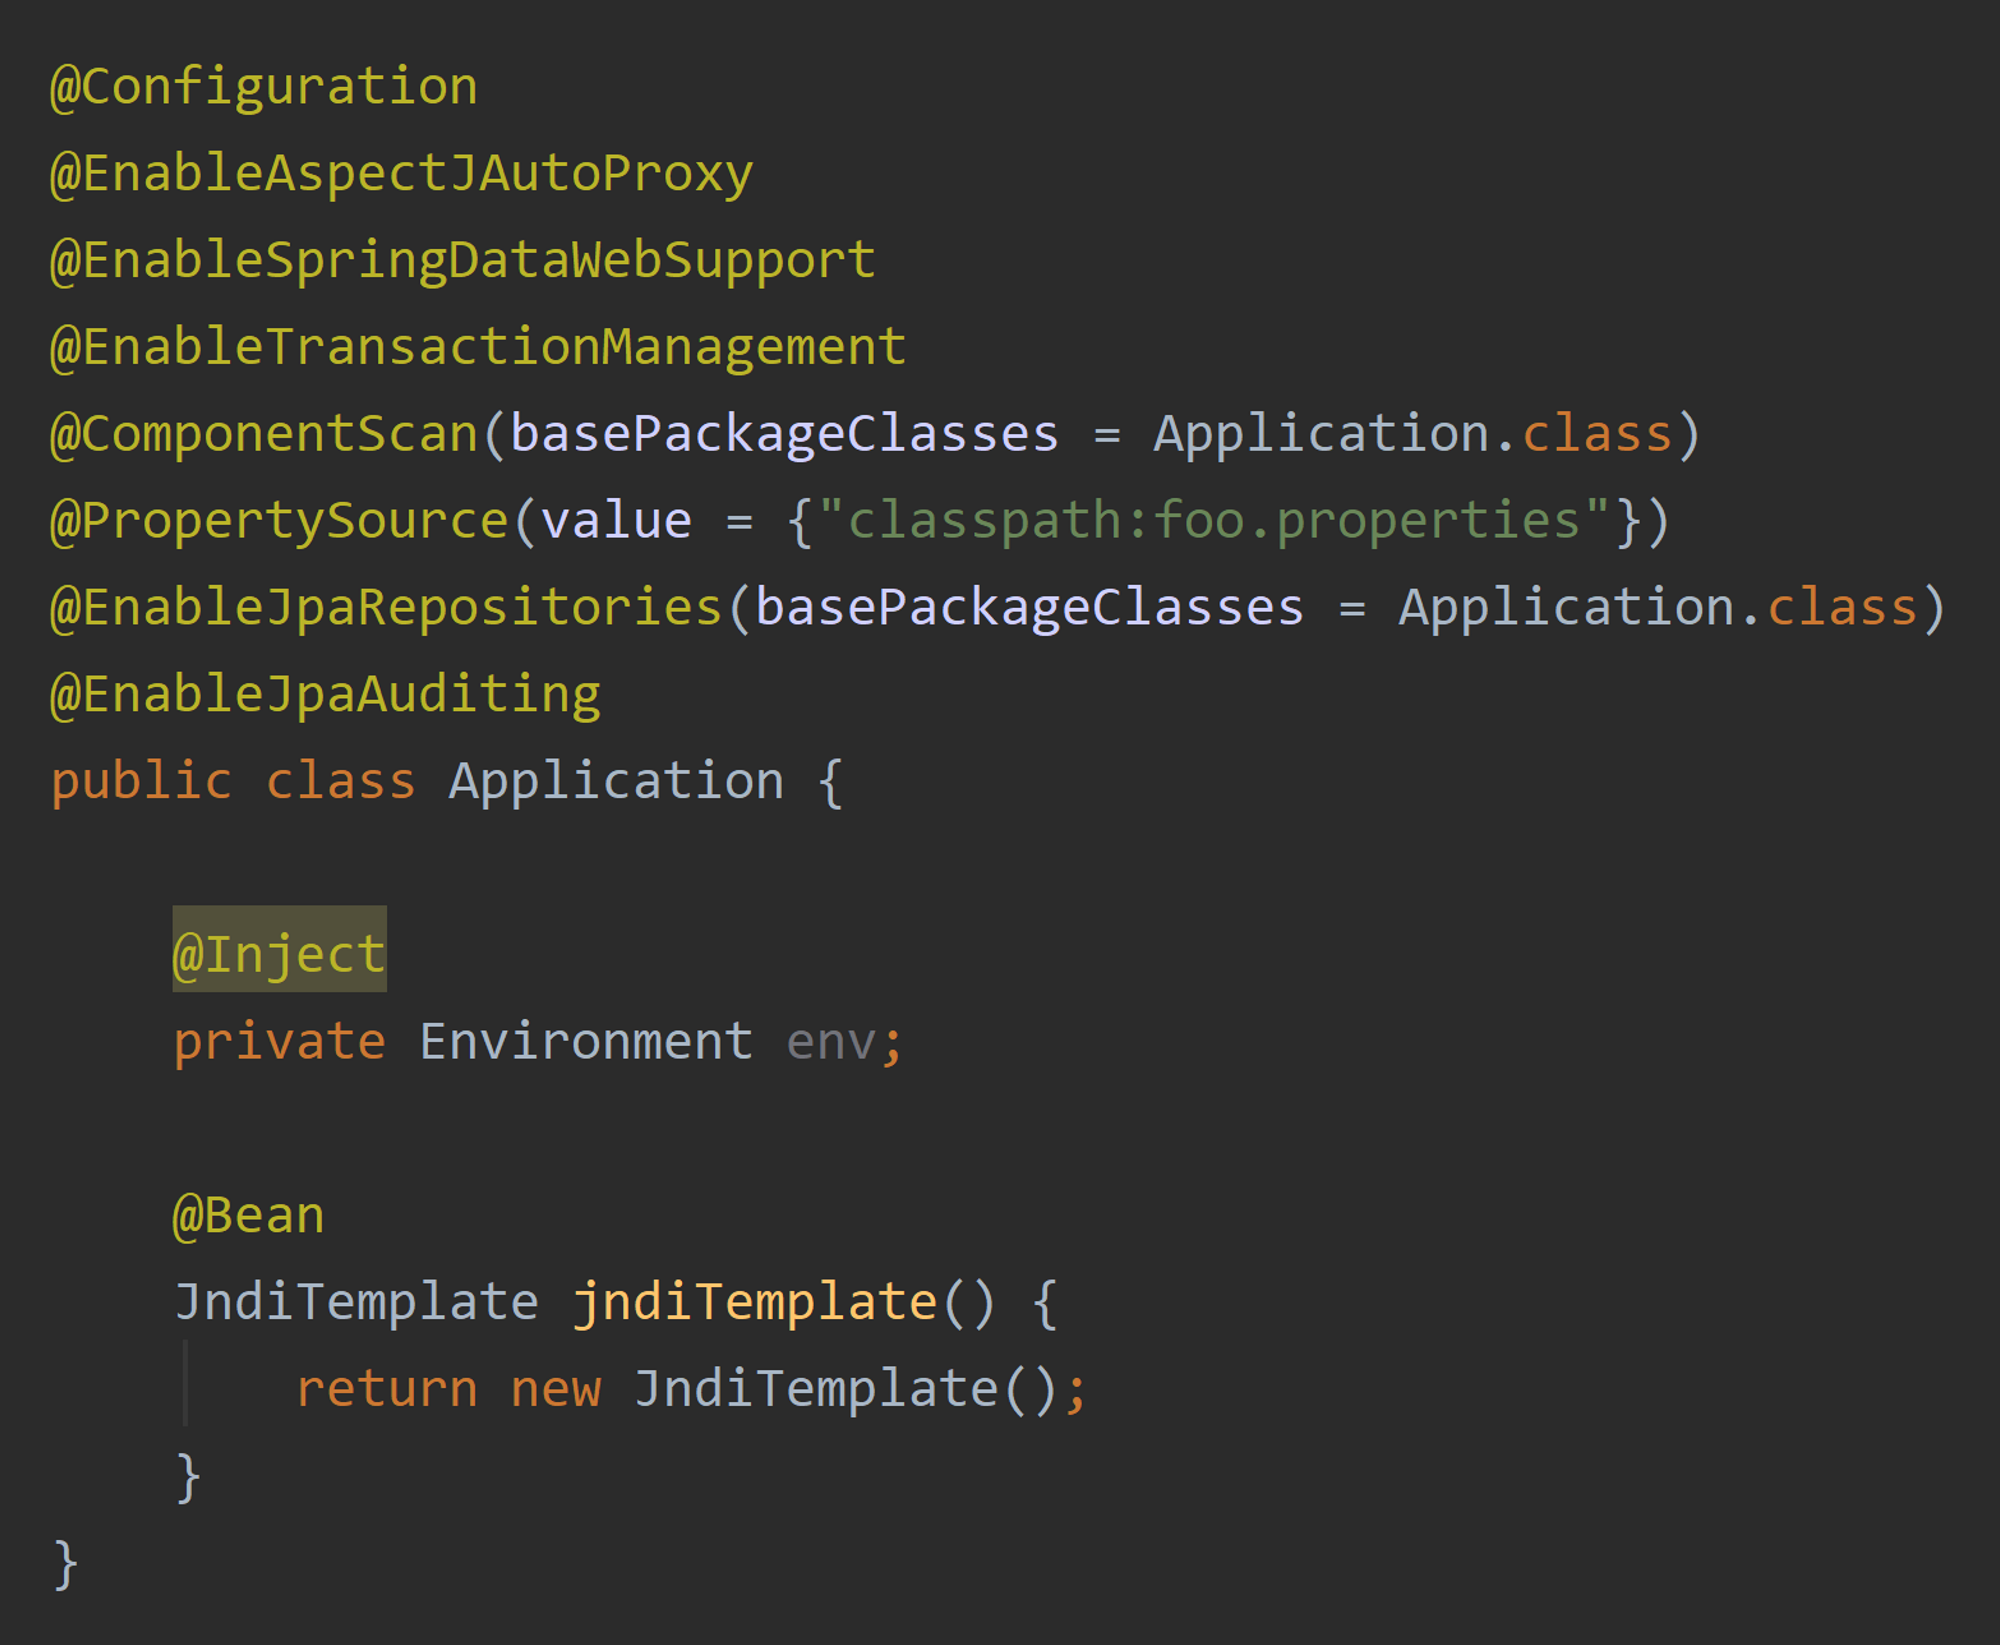 @Configuration
@EnableAspectJAutoProxy
@EnableSpringDataWebSupport
@EnableTransactionManagement
@ComponentScan(basePackageClasses = Application.class)
@PropertySource(value = {"classpath:foo.properties"})
@EnableJpaRepositories(basePackageClasses = Application.class)
@EnableJpaAuditing
public class Application {
@Inject
private Environment env;
@Bean
JndiTemplate jndiTemplate() {
return new JndiTemplate();
}
}